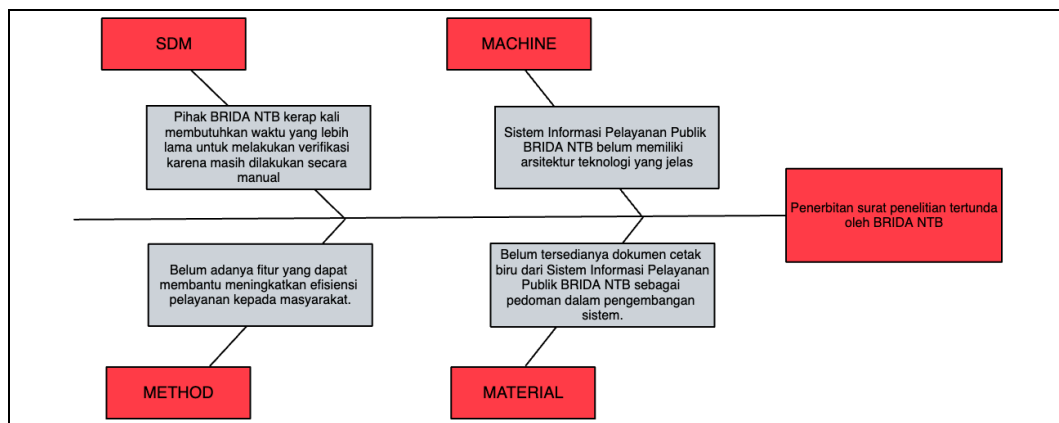 SDM
MACHINE
Pihak BRIDA NTB kerap kali
membutuhkan waktu yang lebih
lama untuk melakukan verifikasi
karena masih dilakukan secara
manual
Sistem Informasi Pelayanan Publik
BRIDA NTB belum memiliki
arsitektur teknologi yang jelas
Penerbitan surat penelitian tertunda
oleh BRIDA NTB
Belum adanya fitur yang dapat
membantu meningkatkan efisiensi
pelayanan kepada masyarakat.
Belum tersedianya dokumen cetak
biru dari Sistem Informasi Pelayanan
Publik BRIDA NTB sebagai
pedoman dalam pengembangan
sistem.
METHOD
MATERIAL